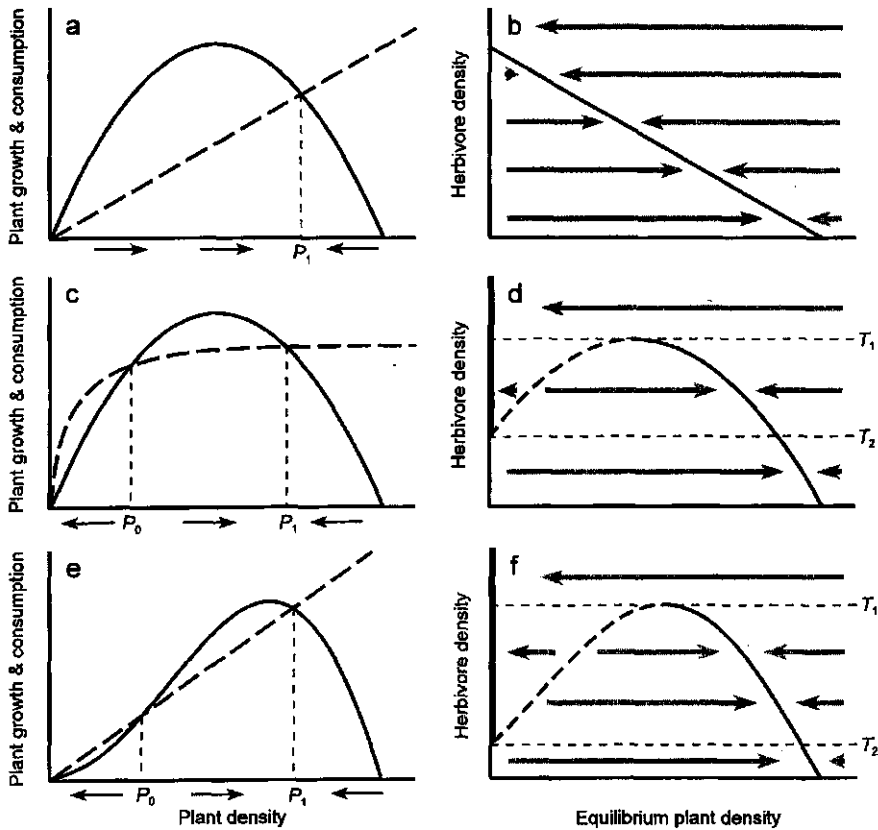 a
Plant growth & consumption
P1
b
Herbivore density
c
Plant growth & consumption
P0
P1
d
Herbivore density
T1
T2
e
Plant growth & consumption
P0
P1
Plant density
f
Herbivore density
T1
T2
Equilibrium plant density